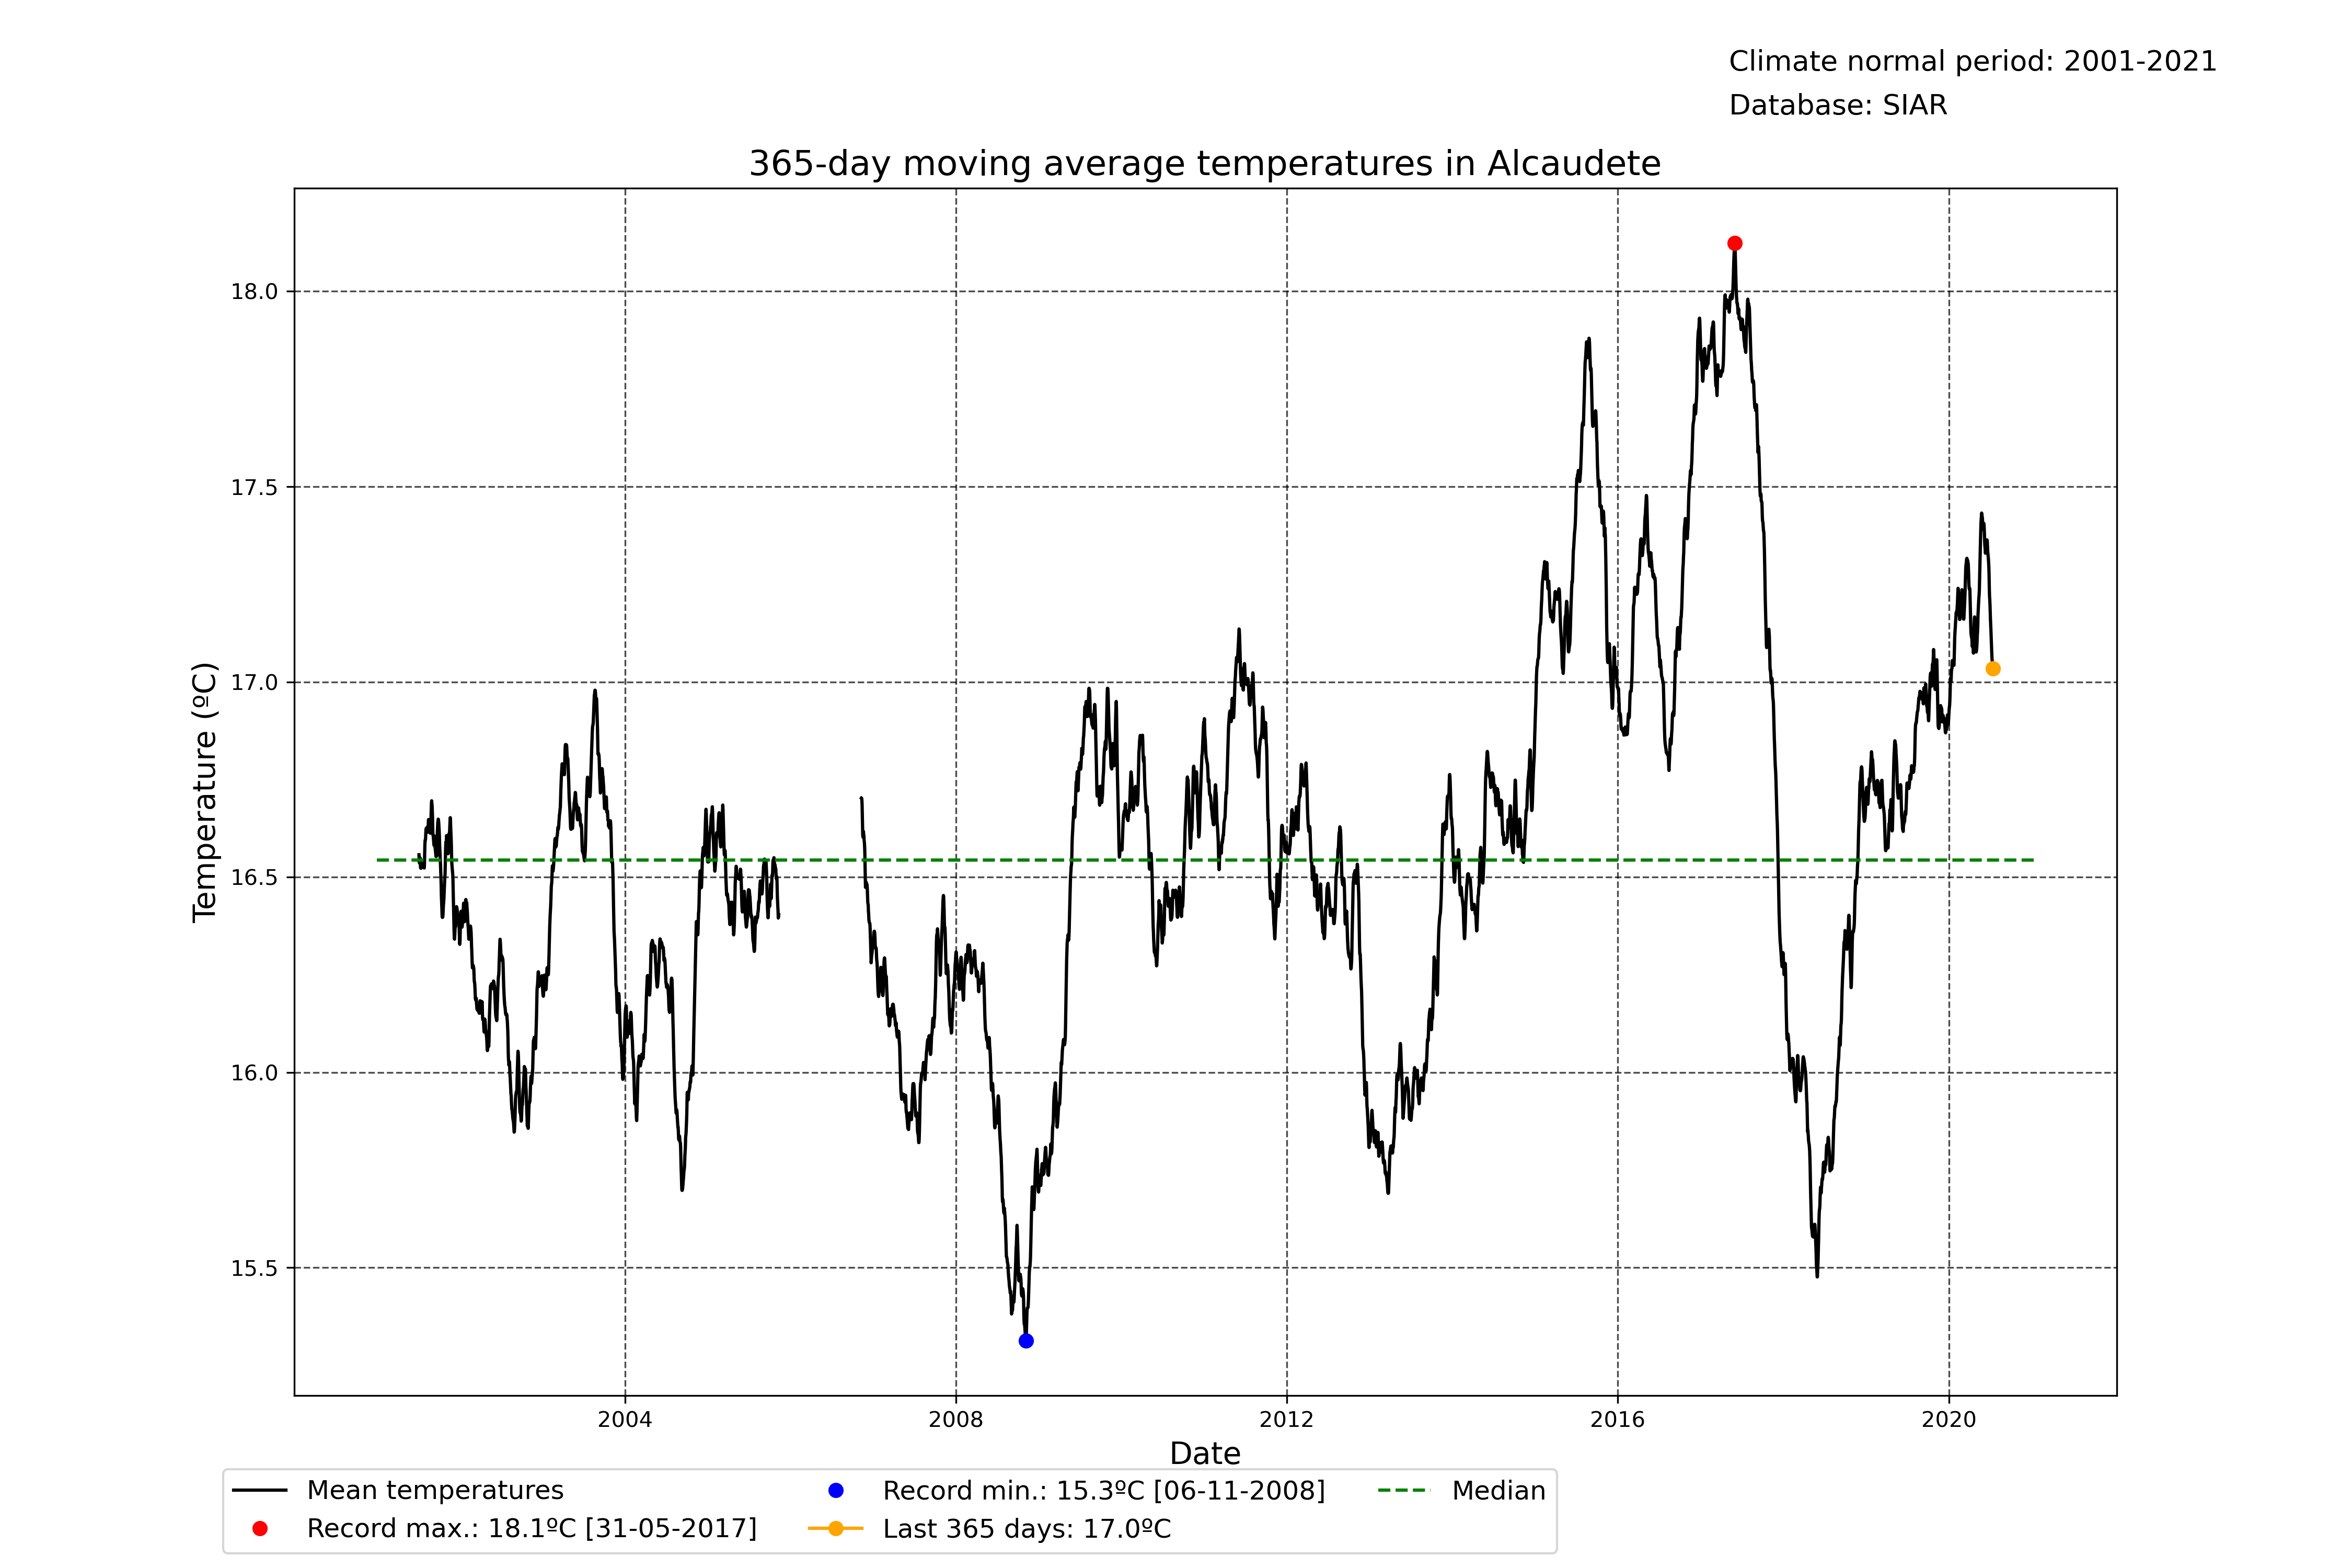 Climate normal period: 2001-2021
Database: SIAR
365-day moving average temperatures in Alcaudete
Temperature (ºC)
18.0
17.5
17.0
16.5
16.0
15.5
2004 2008 2012 2016 2020
Date
Mean temperatures
Record max.: 18.1ºC [31-05-2017]
Record min.: 15.3ºC [06-11-2008]
Last 365 days: 17.0ºC
Median